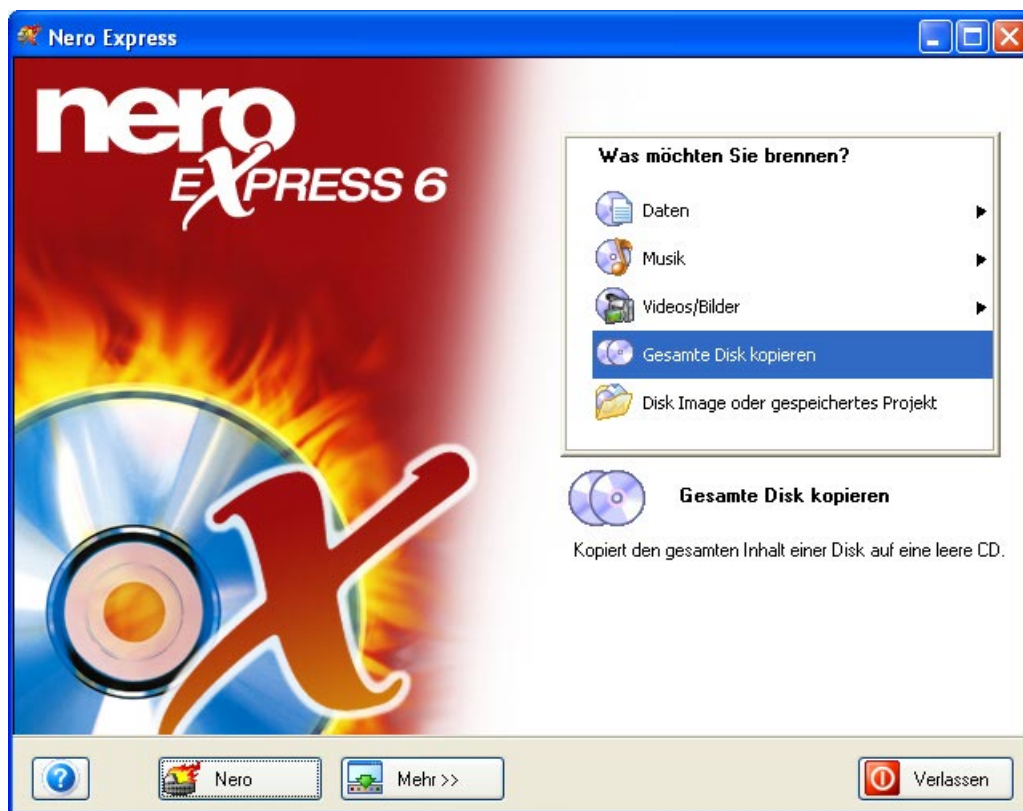 Nero Express
nero
EXPRESS 6
Was möchten Sie brennen?
Daten
Musik
Videos/Bilder
Gesamte Disk kopieren
Disk Image oder gespeichertes Projekt
Gesamte Disk kopieren
Kopiert den gesamten Inhalt einer Disk auf eine leere CD.
Nero
Mehr >>
Verlassen